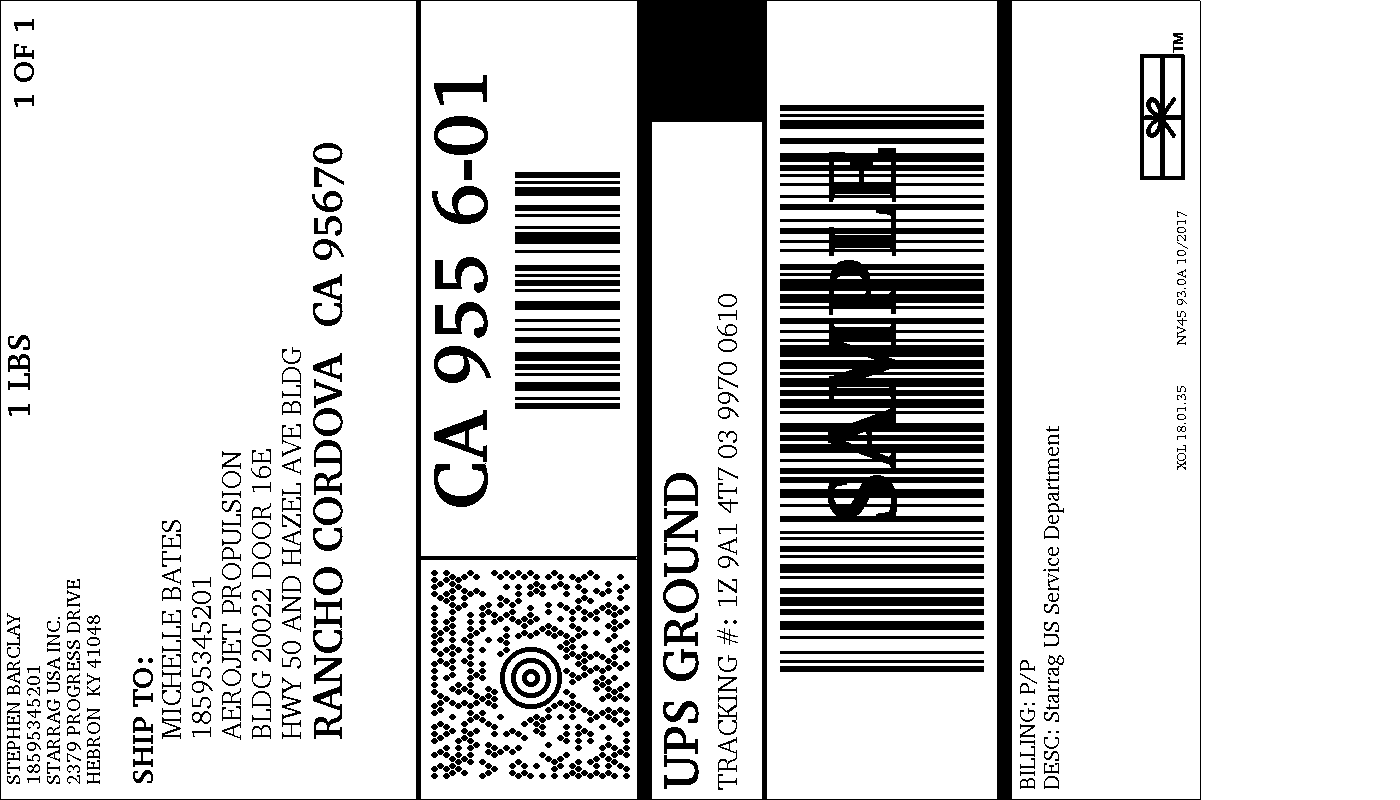 STEPHEN BARCLAY
18595345201
STARRAG USA INC.
2379 PROGRESS DRIVE
HEBRON KY 41048
1 LBS
1 OF 1
SHIP TO:
MICHELLE BATES
18595345201
AEROJET PROPULSION
BLDG 20022 DOOR 16E
HWY 50 AND HAZEL AVE BLDG
RANCHO CORDOVA CA 95670
CA 955 6-01
UPS GROUND
TRACKING #: 1Z 9A1 4T7 03 9970 0610
SAMPLE
BILLING: P/P
DESC: Starrag US Service Department
XOL 18.01.35 NV45 93.0A 10/2017
TM